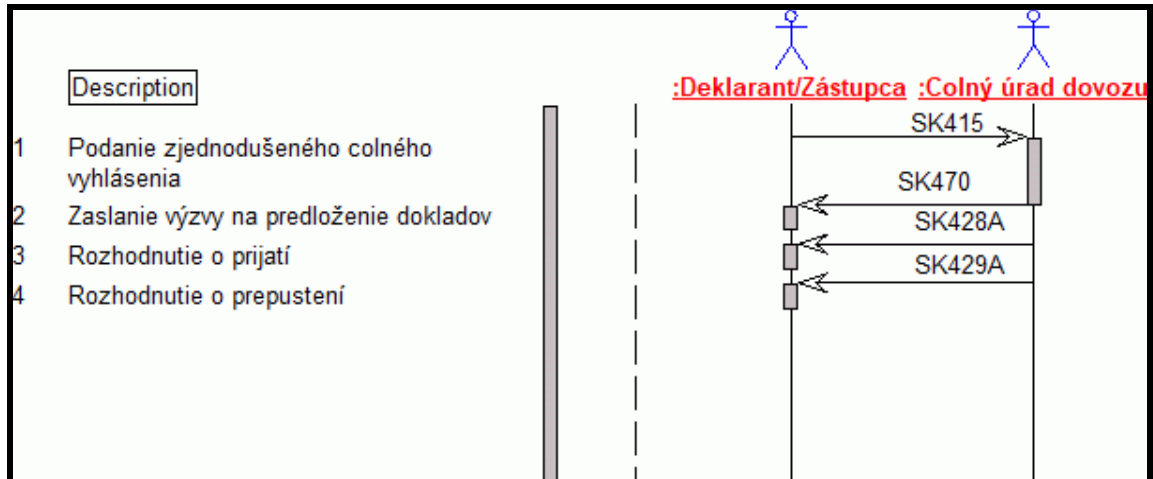 Description
:Deklarant/Zástupca :Colný úrad dovozu
SK415
1 Podanie zjednodušeného colného
vyhlásenia
SK470
2 Zaslanie výzvy na predloženie dokladov
SK428A
3 Rozhodnutie o prijatí
SK429A
4 Rozhodnutie o prepustení